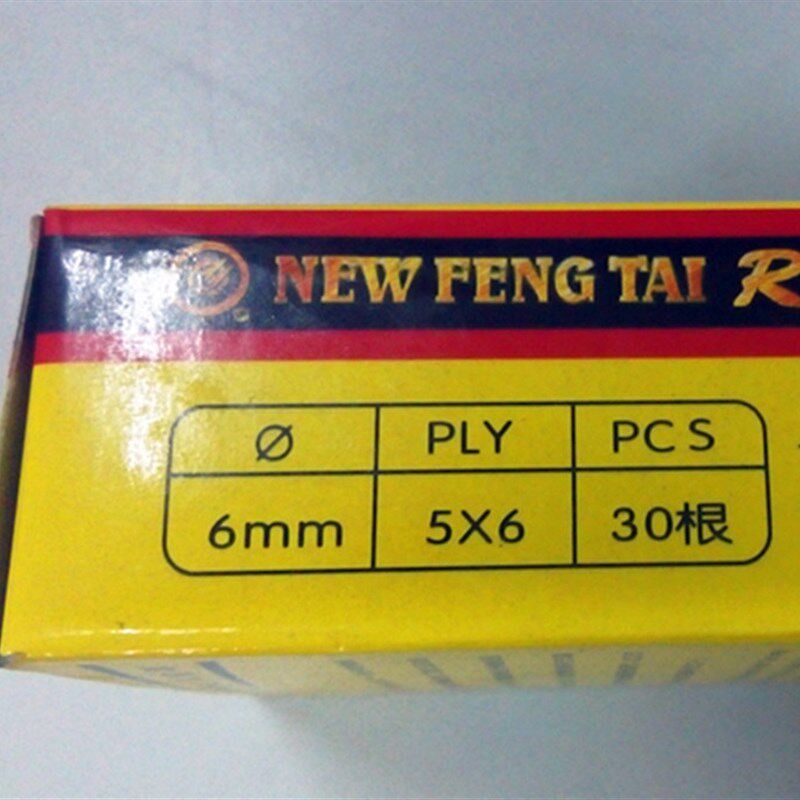 ® NEW FENG TAI R
Ø PLY PCS
6mm 5X6 30根